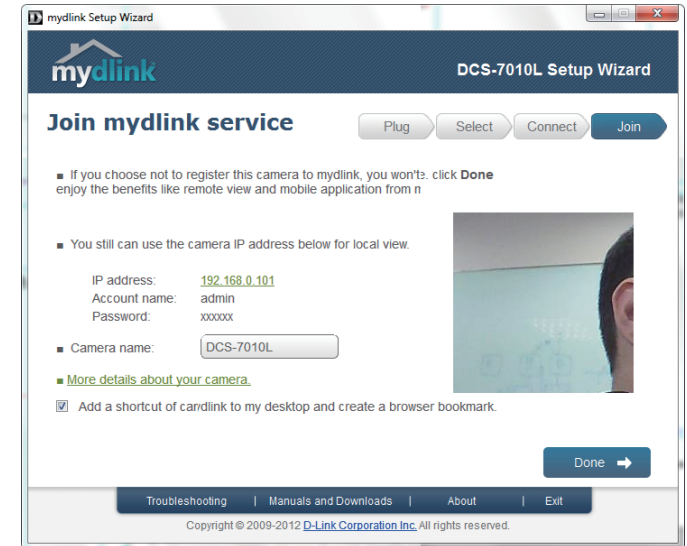 mydlink Setup Wizard
mydlink
DCS-7010L Setup Wizard
Join mydlink service
Plug
Select
Connect
Join
If you choose not to register this camera to mydlink, you won't click Done
enjoy the benefits like remote view and mobile application from
You still can use the camera IP address below for local view.
IP address: 192.168.0.101
Account name: admin
Password: xxxxxx
Camera name: DCS-7010L
More details about your camera.
Add a shortcut of to my desktop and create a browser bookmark.
Done
Troubleshooting | Manuals and Downloads | About | Exit
Copyright © 2009-2012 D-Link Corporation Inc. All rights reserved.